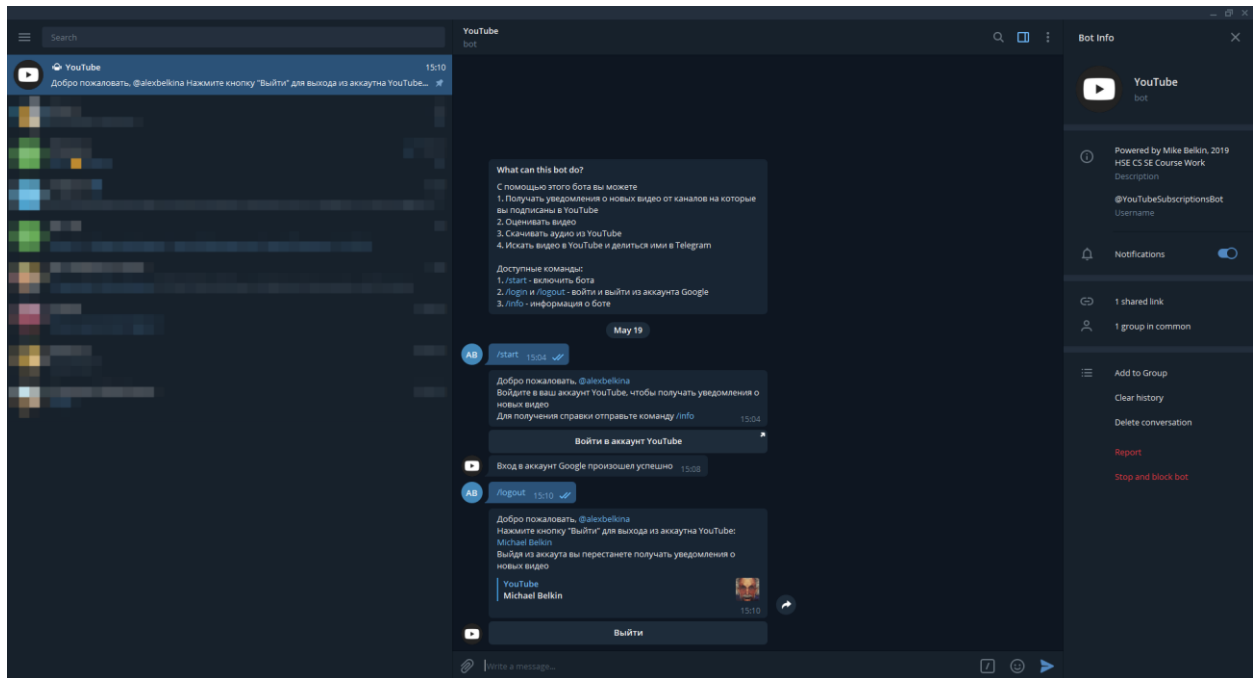 Search
YouTube
15:10
Добро пожаловать, @alexbelkina Нажмите кнопку "Выйти" для выхода из аккаунта YouTube...
YouTube
bot
What can this bot do?
С помощью этого бота вы можете
1. Получать уведомления о новых видео от каналов на которые
вы подписаны в YouTube
2. Оценивать видео
3. Скачивать аудио из YouTube
4. Искать видео в YouTube и делиться ими в Telegram
Доступные команды:
1. /start - включить бота
2. /login и /logout - войти и выйти из аккаунта Google
3. /info - информация о боте
May 19
AB
/start 15:04
Добро пожаловать, @alexbelkina
Войдите в ваш аккаунт YouTube, чтобы получать уведомления о
новых видео
Для получения справки отправьте команду /info
15:04
Войти в аккаунт YouTube
Вход в аккаунт Google произошел успешно 15:08
AB
/logout 15:10
Добро пожаловать, @alexbelkina
Нажмите кнопку "Выйти" для выхода из аккаутна YouTube:
Michael Belkin
Выйдя из аккаута вы перестанете получать уведомления о
новых видео
YouTube
Michael Belkin
15:10
Выйти
Write a message...
Bot Info
YouTube
bot
Powered by Mike Belkin, 2019
HSE CS SE Course Work
Description
@YouTubeSubscriptionsBot
Username
Notifications
1 shared link
1 group in common
Add to Group
Clear history
Delete conversation
Report
Stop and block bot